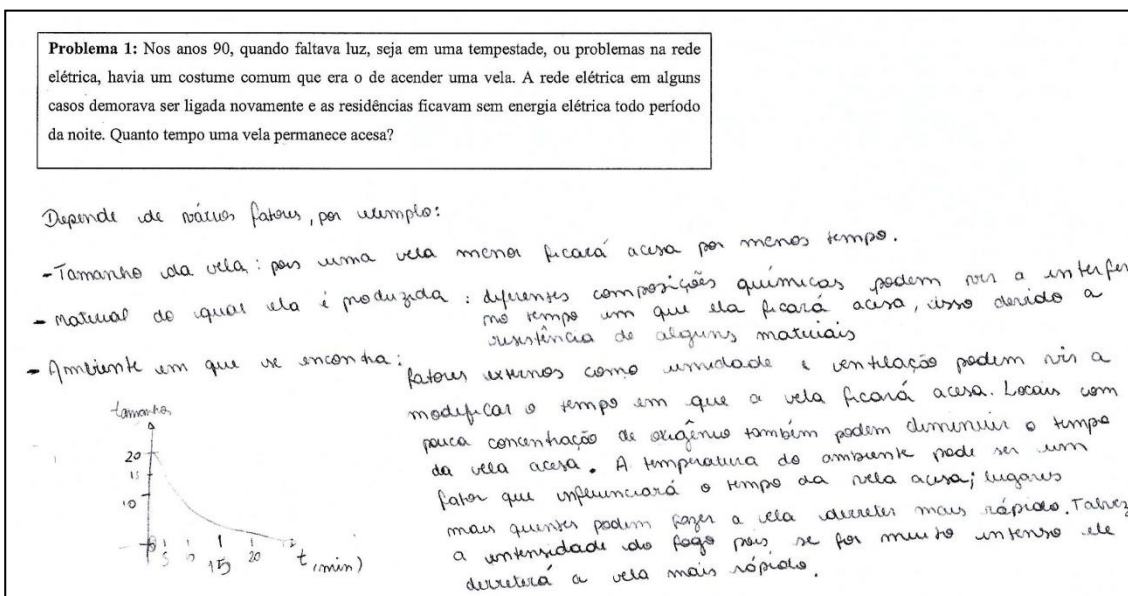 Problema 1: Nos anos 90, quando faltava luz, seja em uma tempestade, ou problemas na rede
elétrica, havia um costume comum que era o de acender uma vela. A rede elétrica em alguns
casos demorava ser ligada novamente e as residências ficavam sem energia elétrica todo período
da noite. Quanto tempo uma vela permanece acesa?
Depende de vários fatores, por exemplo:
- Tamanho da vela: pois uma vela menor ficará acesa por menos tempo.
- Material do qual ela é produzida: diferentes composições químicas podem vir a interferir
no tempo em que ela ficará acesa, isso devido a
resistência de alguns materiais
- Ambiente em que se encontra:
fatores externos como umidade e ventilação podem vir a
modificar o tempo em que a vela ficará acesa. Locais com
pouca concentração de oxigênio também podem diminuir o tempo
da vela acesa. A temperatura do ambiente pode ser um
fator que influenciará o tempo da vela acesa; lugares
mais quentes podem fazer a vela derreter mais rápido. Talvez
a intensidade do fogo pois se for muito intenso ele
derreterá a vela mais rápido.
tamanho
20
15
10
0
5
15
20
t (min)